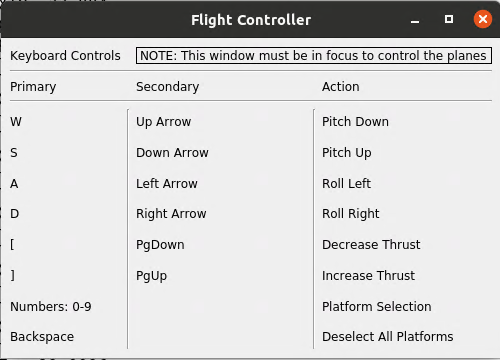 Flight Controller
Keyboard Controls NOTE: This window must be in focus to control the planes
Primary Secondary Action
W Up Arrow Pitch Down
S Down Arrow Pitch Up
A Left Arrow Roll Left
D Right Arrow Roll Right
[ PgDown Decrease Thrust
] PgUp Increase Thrust
Numbers: 0-9 Platform Selection
Backspace Deselect All Platforms